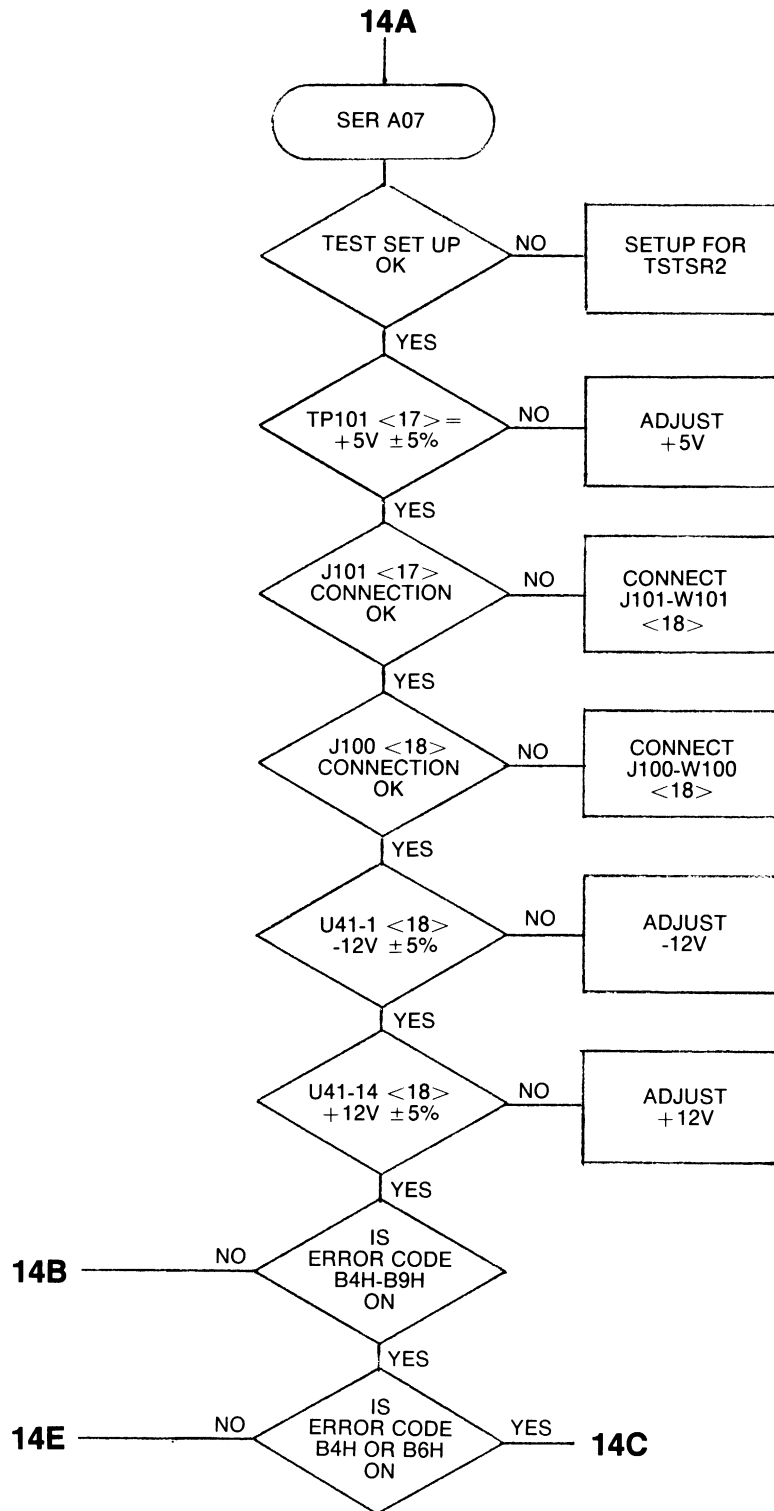 14A
SER A07
TEST SET UP
OK
NO
SETUP FOR
TSTSR2
YES
TP101 <17> =
+5V ±5%
NO
ADJUST
+5V
YES
J101 <17>
CONNECTION
OK
NO
CONNECT
J101-W101
<18>
YES
J100 <18>
CONNECTION
OK
NO
CONNECT
J100-W100
<18>
YES
U41-1 <18>
-12V ±5%
NO
ADJUST
-12V
YES
U41-14 <18>
+12V ±5%
NO
ADJUST
+12V
YES
IS
ERROR CODE
B4H-B9H
ON
NO
14B
YES
IS
ERROR CODE
B4H OR B6H
ON
NO
14E
YES
14C